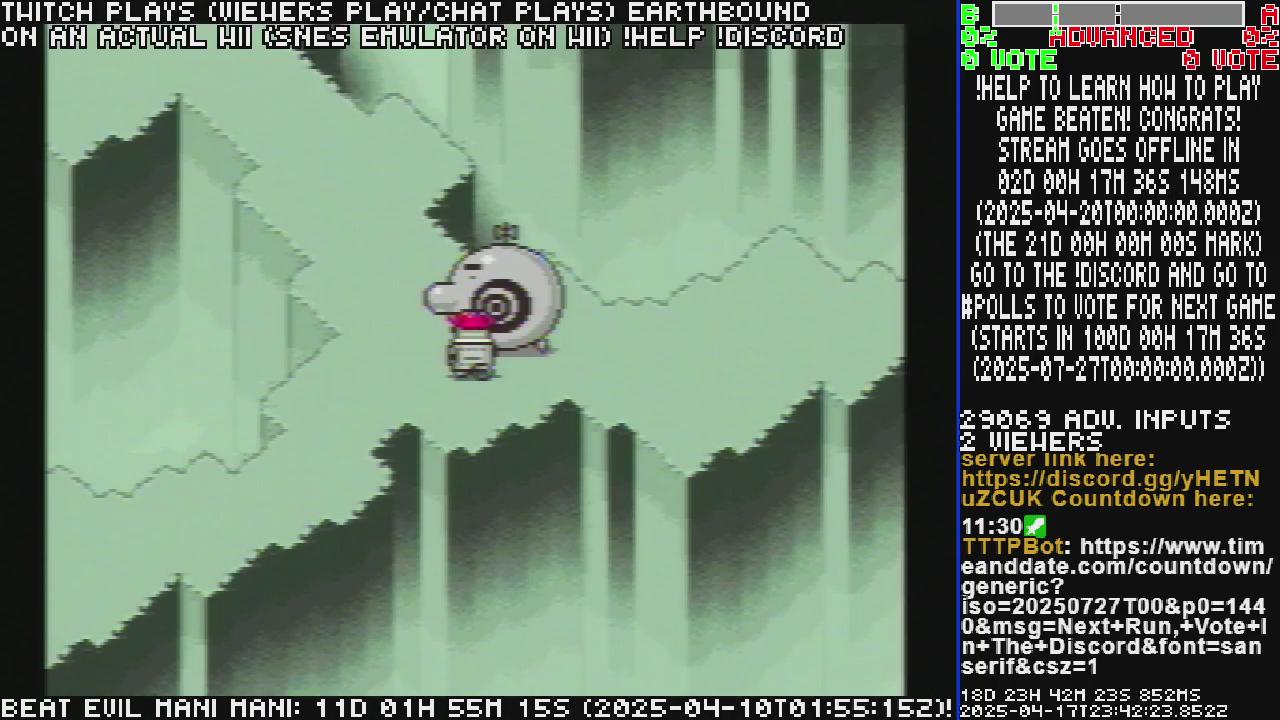 TWITCH PLAYS (VIEWERS PLAY/CHAT PLAYS) EARTHBOUND
ON AN ACTUAL WII (SNES EMULATOR ON WII) !HELP !DISCORD
B A
0% ADVANCED 0%
0 VOTE 0 VOTE
!HELP TO LEARN HOW TO PLAY
GAME BEATEN! CONGRATS!
STREAM GOES OFFLINE IN
02D 00H 17M 36S 148MS
(2025-04-20T00:00:00.000Z)
(THE 21D 00H 00M 00S MARK)
GO TO THE !DISCORD AND GO TO
#POLLS TO VOTE FOR NEXT GAME
(STARTS IN 100D 00H 17M 36S
(2025-07-27T00:00:00.000Z))
29069 ADV. INPUTS
2 VIEWERS
server link here:
https://discord.gg/yHETN
uZCUK Countdown here:
11:30
TTTPBot: https://www.tim
eanddate.com/countdown/
generic?
iso=20250727T00&p0=144
0&msg=Next+Run,+Vote+I
n+The+Discord&font=san
serif&csz=1
18D 23H 42M 23S 852MS
2025-04-17T23:42:23.852Z
BEAT EVIL MANI MANI: 11D 01H 55M 15S (2025-04-10T01:55:15Z)!